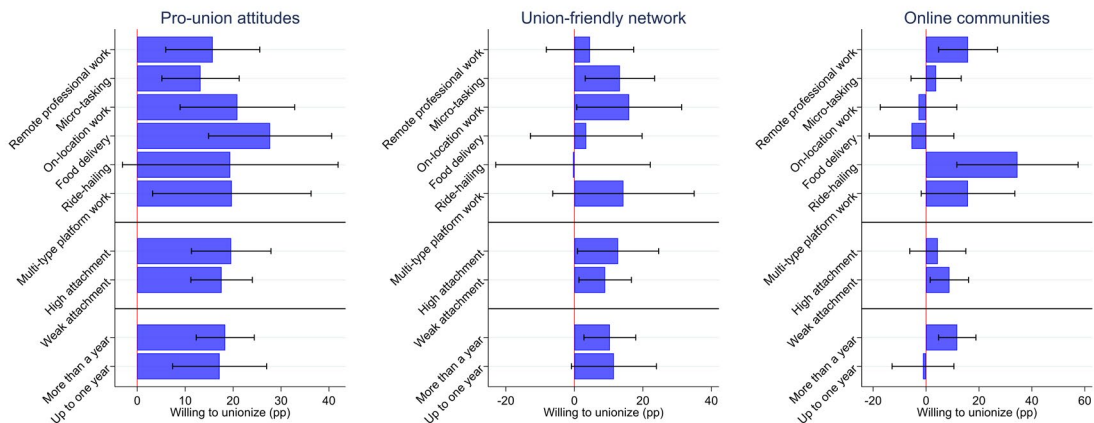 Pro-union attitudes
Remote professional work
Micro-tasking
On-location work
Food delivery
Ride-hailing
Multi-type platform work
High attachment
Weak attachment
More than a year
Up to one year
0 10 20 30 40
Willing to unionize (pp)
Union-friendly network
Remote professional work
Micro-tasking
On-location work
Food delivery
Ride-hailing
Multi-type platform work
High attachment
Weak attachment
More than a year
Up to one year
-20 0 20 40
Willing to unionize (pp)
Online communities
Remote professional work
Micro-tasking
On-location work
Food delivery
Ride-hailing
Multi-type platform work
High attachment
Weak attachment
More than a year
Up to one year
-20 0 20 40 60
Willing to unionize (pp)